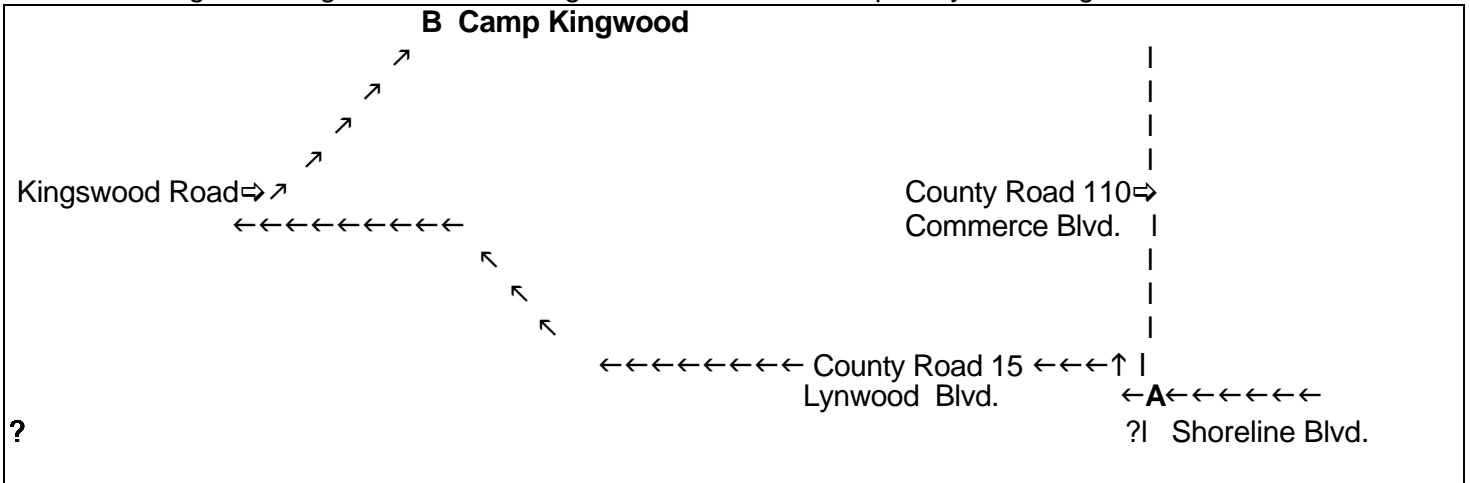 B Camp Kingwood
↗ l
↗ l
↗ l
↗ l
Kingswood Road⇨↗ County Road 110⇨
←←←←←←←←← Commerce Blvd. l
↖ l
↖ l
↖ l
←←←←←←←← County Road 15 ←←←↑ l
Lynwood Blvd. ←A←←←←←←
? ?l Shoreline Blvd.